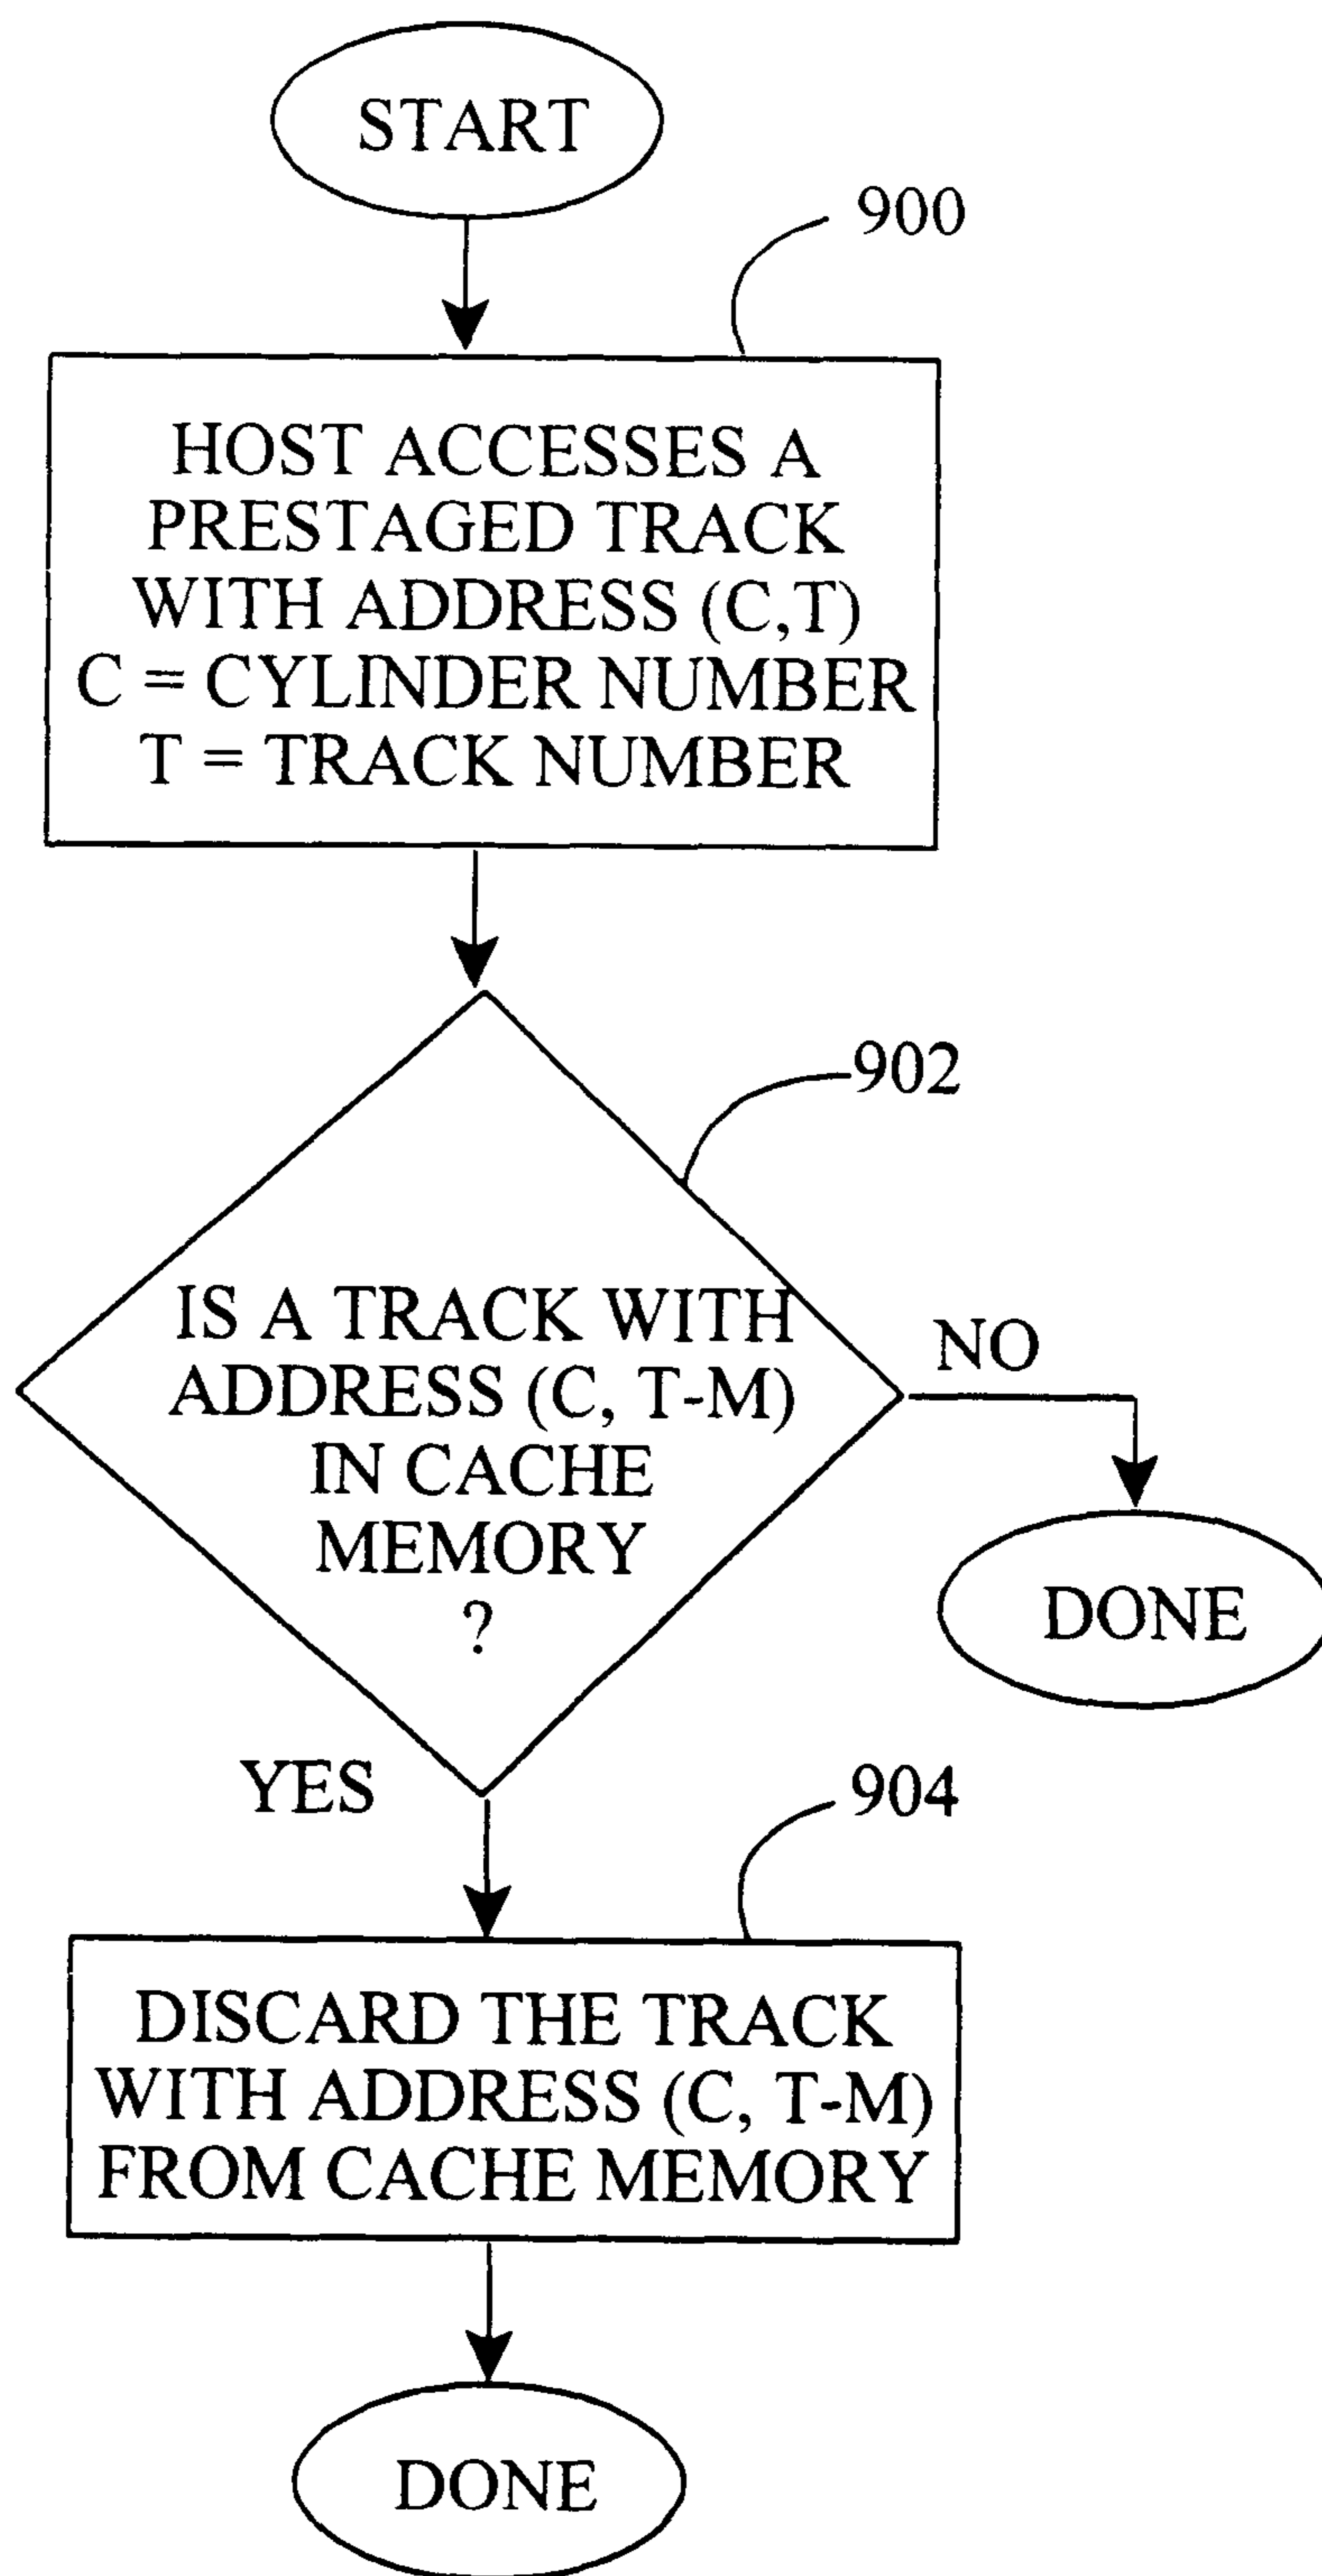 START
900
HOST ACCESSES A
PRESTAGED TRACK
WITH ADDRESS (C,T)
C = CYLINDER NUMBER
T = TRACK NUMBER
902
IS A TRACK WITH
ADDRESS (C, T-M)
IN CACHE
MEMORY
?
NO
DONE
YES
904
DISCARD THE TRACK
WITH ADDRESS (C, T-M)
FROM CACHE MEMORY
DONE